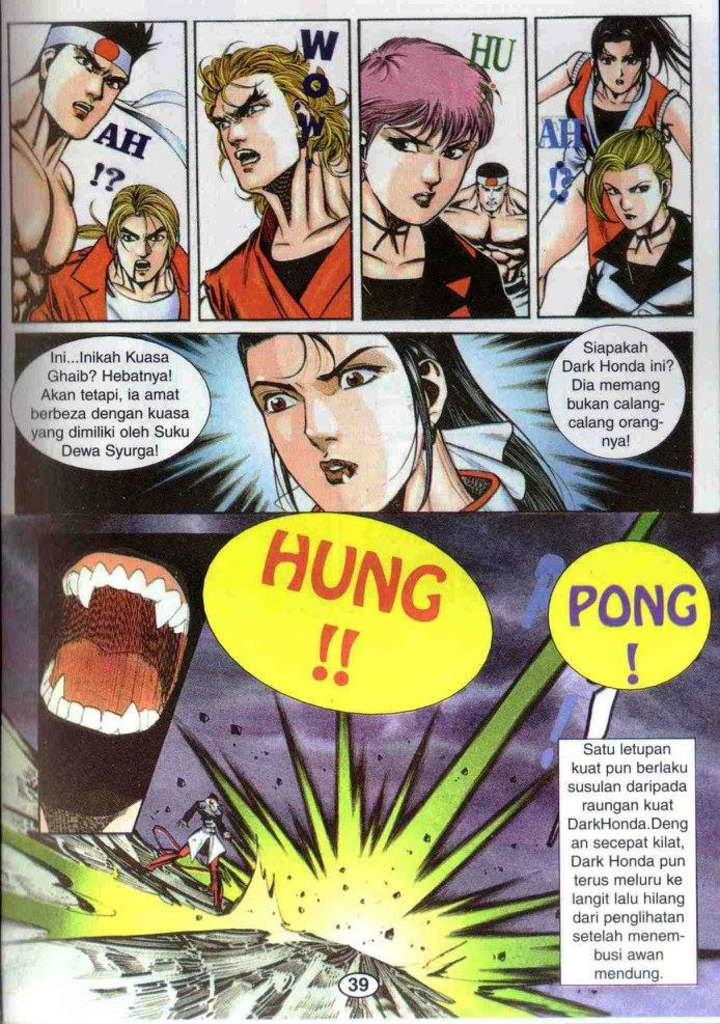 AH
!?
WOW
HU
AH
!?
Ini...Inikah Kuasa
Ghaib? Hebatnya!
Akan tetapi, ia amat
berbeza dengan kuasa
yang dimiliki oleh Suku
Dewa Syurga!
Siapakah
Dark Honda ini?
Dia memang
bukan calang-
calang orang-
nya!
HUNG
!!
PONG
!
Satu letupan
kuat pun berlaku
susulan daripada
raungan kuat
DarkHonda.Deng
an secepat kilat,
Dark Honda pun
terus meluru ke
langit lalu hilang
dari penglihatan
setelah menem-
busi awan
mendung.
39